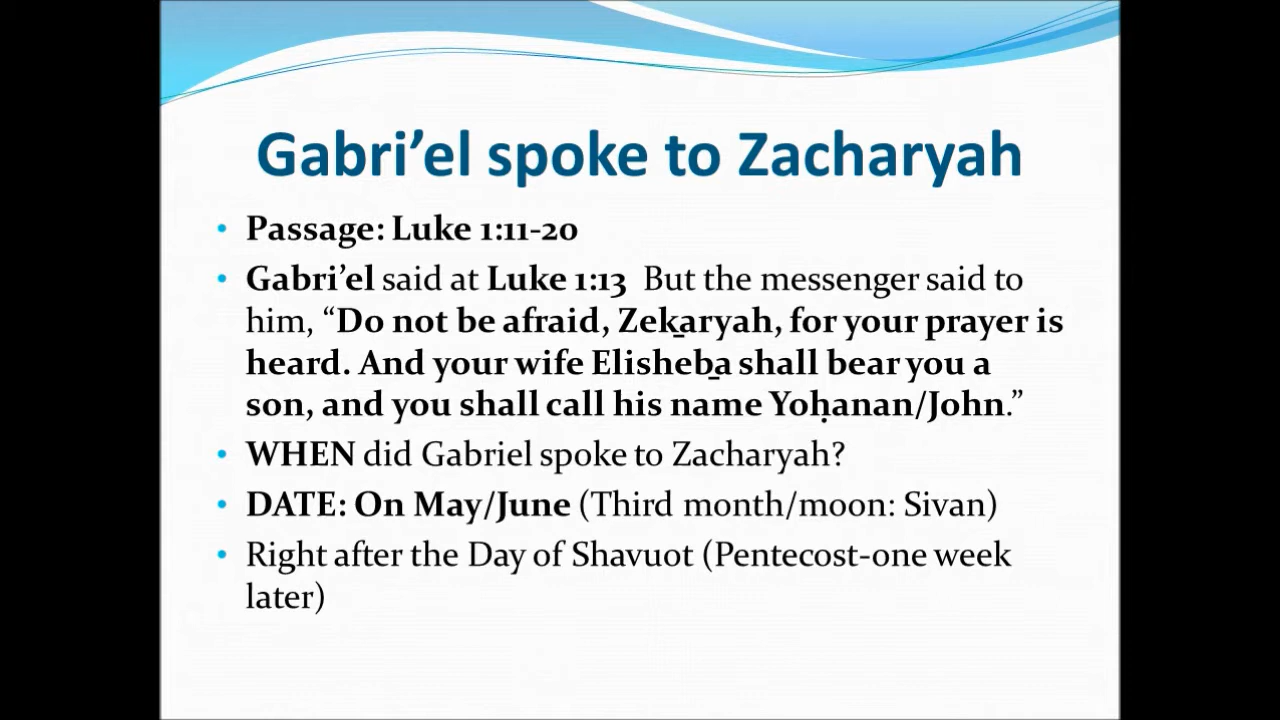 Gabri’el spoke to Zacharyah
• Passage: Luke 1:11-20
• Gabri’el said at Luke 1:13  But the messenger said to
him, “Do not be afraid, Zeḵaryah, for your prayer is
heard. And your wife Elisheḇa shall bear you a
son, and you shall call his name Yoḥanan/John.”
• WHEN did Gabriel spoke to Zacharyah?
• DATE: On May/June (Third month/moon: Sivan)
• Right after the Day of Shavuot (Pentecost-one week
later)